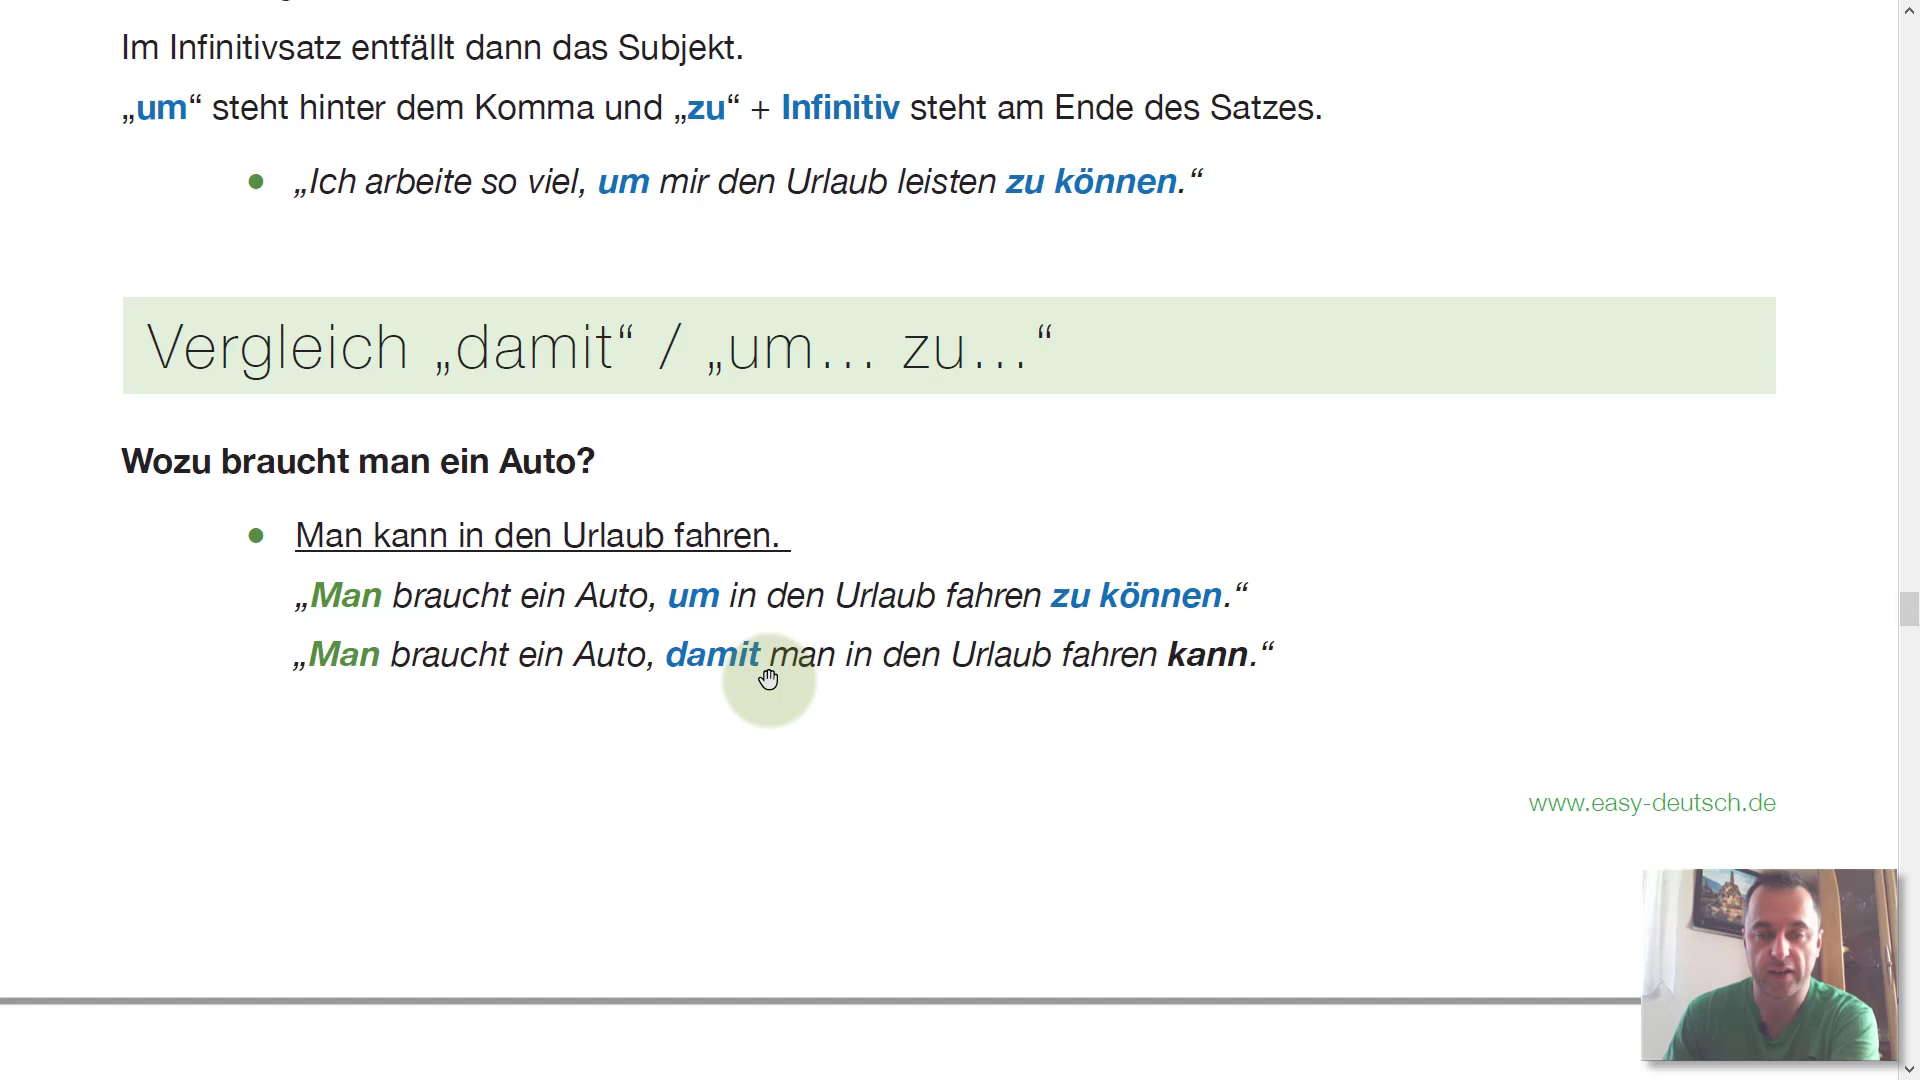 Im Infinitivsatz entfällt dann das Subjekt.
„um“ steht hinter dem Komma und „zu“ + Infinitiv steht am Ende des Satzes.
• „Ich arbeite so viel, um mir den Urlaub leisten zu können.“
Vergleich „damit“ / „um... zu...“
Wozu braucht man ein Auto?
• Man kann in den Urlaub fahren.
„Man braucht ein Auto, um in den Urlaub fahren zu können.“
„Man braucht ein Auto, damit man in den Urlaub fahren kann.“
www.easy-deutsch.de